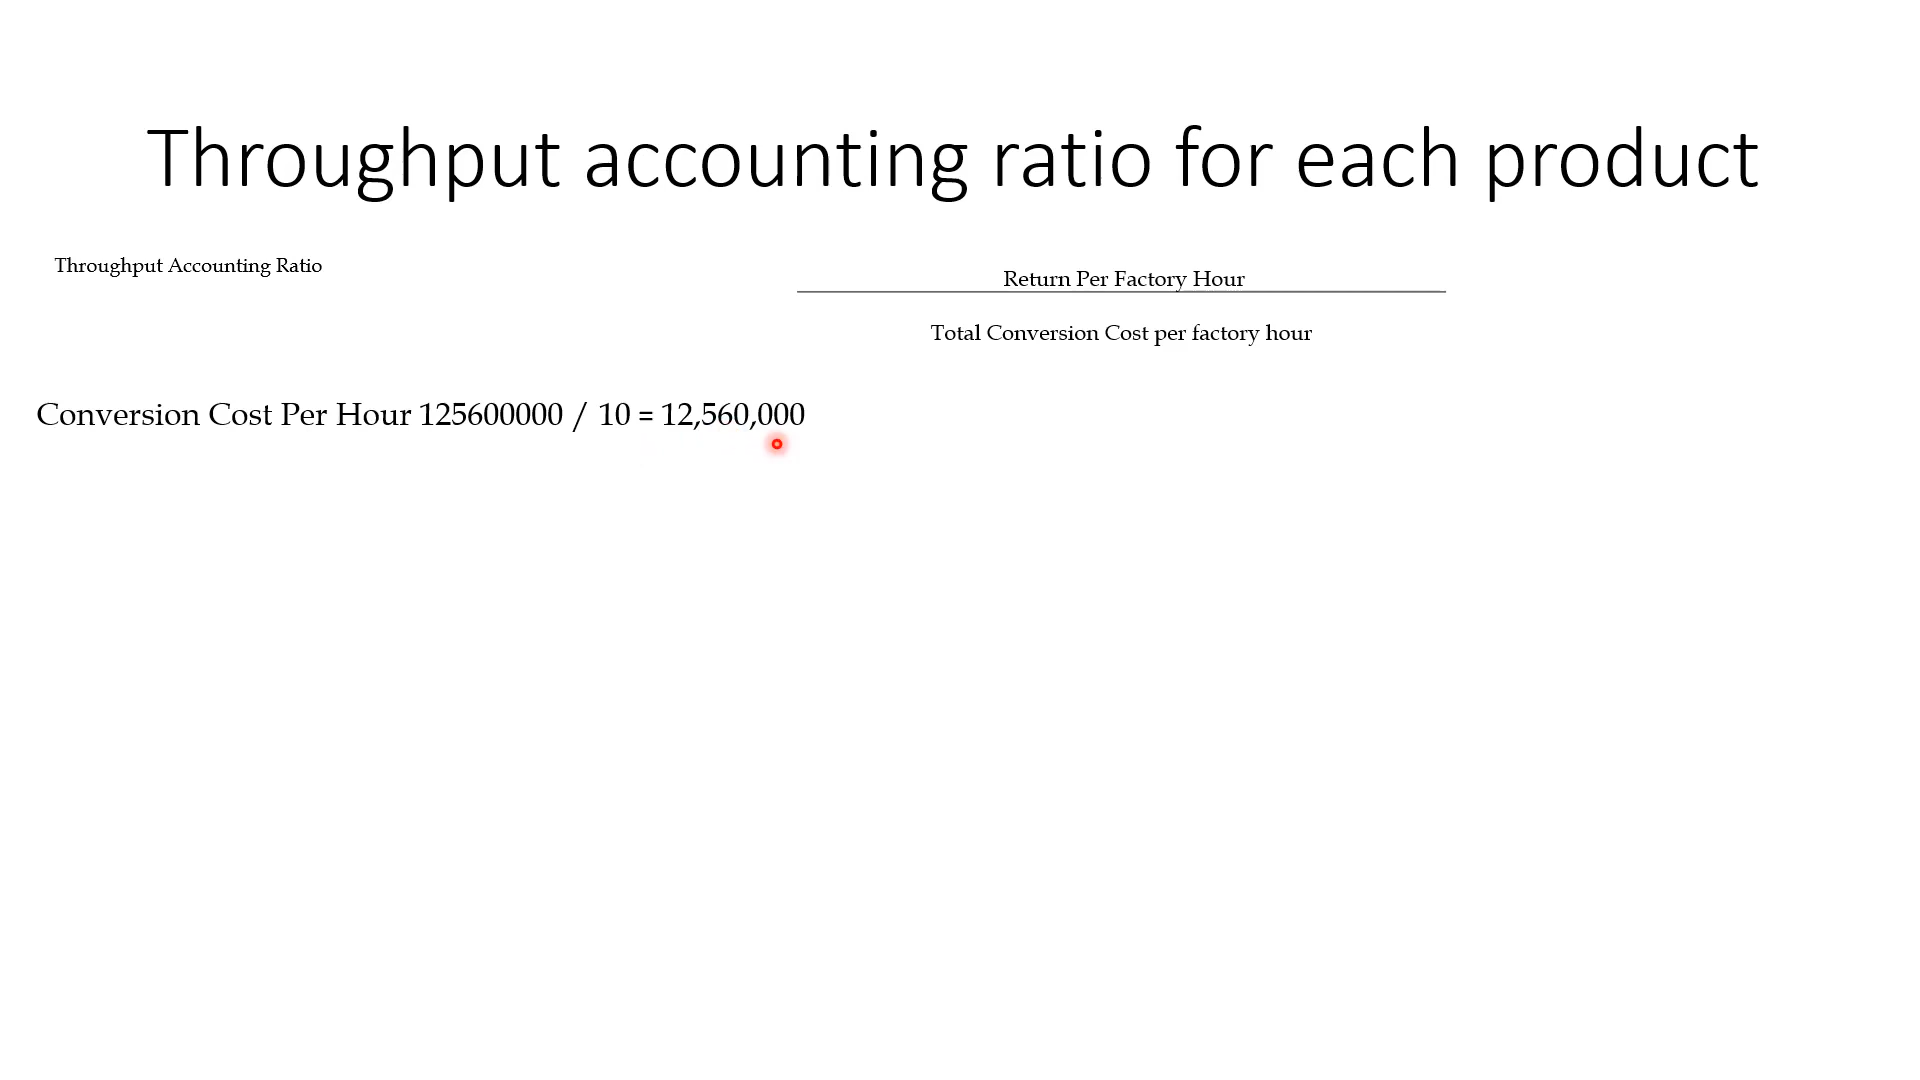 Throughput accounting ratio for each product
Throughput Accounting Ratio
Return Per Factory Hour
Total Conversion Cost per factory hour
Conversion Cost Per Hour 125600000 / 10 = 12,560,000